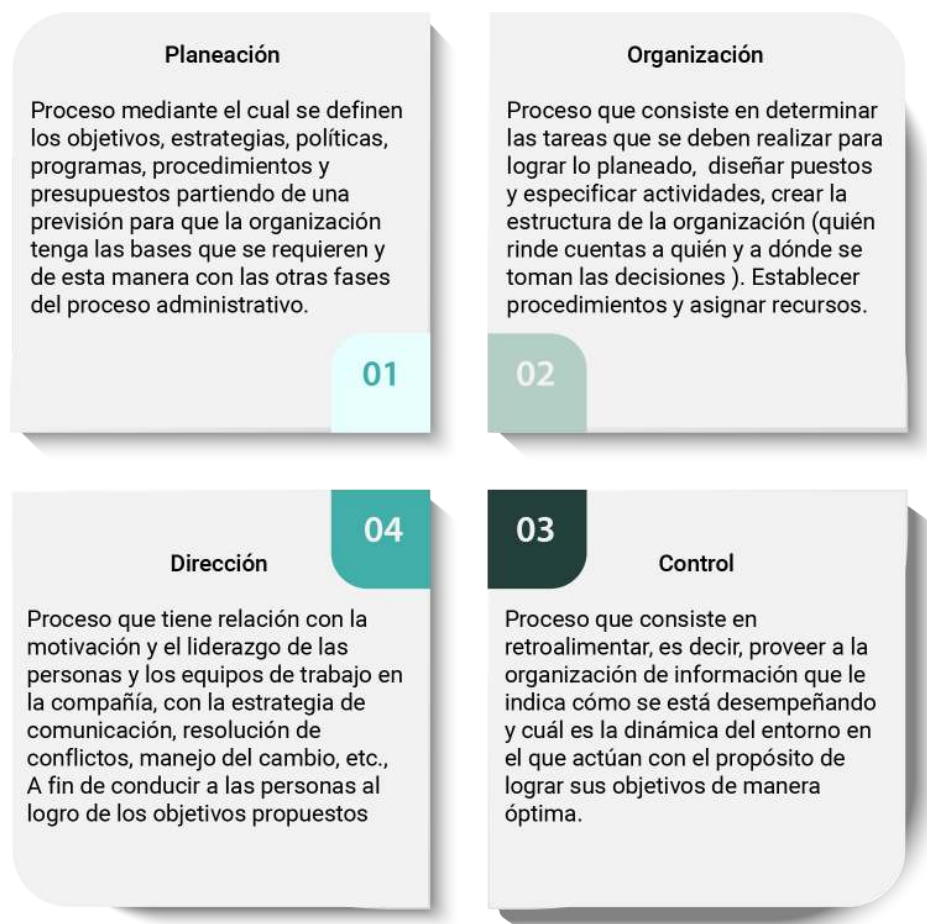 Planeación
Proceso mediante el cual se definen
los objetivos, estrategias, políticas,
programas, procedimientos y
presupuestos partiendo de una
previsión para que la organización
tenga las bases que se requieren y
de esta manera con las otras fases
del proceso administrativo.
01
Organización
Proceso que consiste en determinar
las tareas que se deben realizar para
lograr lo planeado, diseñar puestos
y especificar actividades, crear la
estructura de la organización (quién
rinde cuentas a quién y a dónde se
toman las decisiones ). Establecer
procedimientos y asignar recursos.
02
04
Dirección
Proceso que tiene relación con la
motivación y el liderazgo de las
personas y los equipos de trabajo en
la compañía, con la estrategia de
comunicación, resolución de
conflictos, manejo del cambio, etc.,
A fin de conducir a las personas al
logro de los objetivos propuestos
03
Control
Proceso que consiste en
retroalimentar, es decir, proveer a la
organización de información que le
indica cómo se está desempeñando
y cuál es la dinámica del entorno en
el que actúan con el propósito de
lograr sus objetivos de manera
óptima.